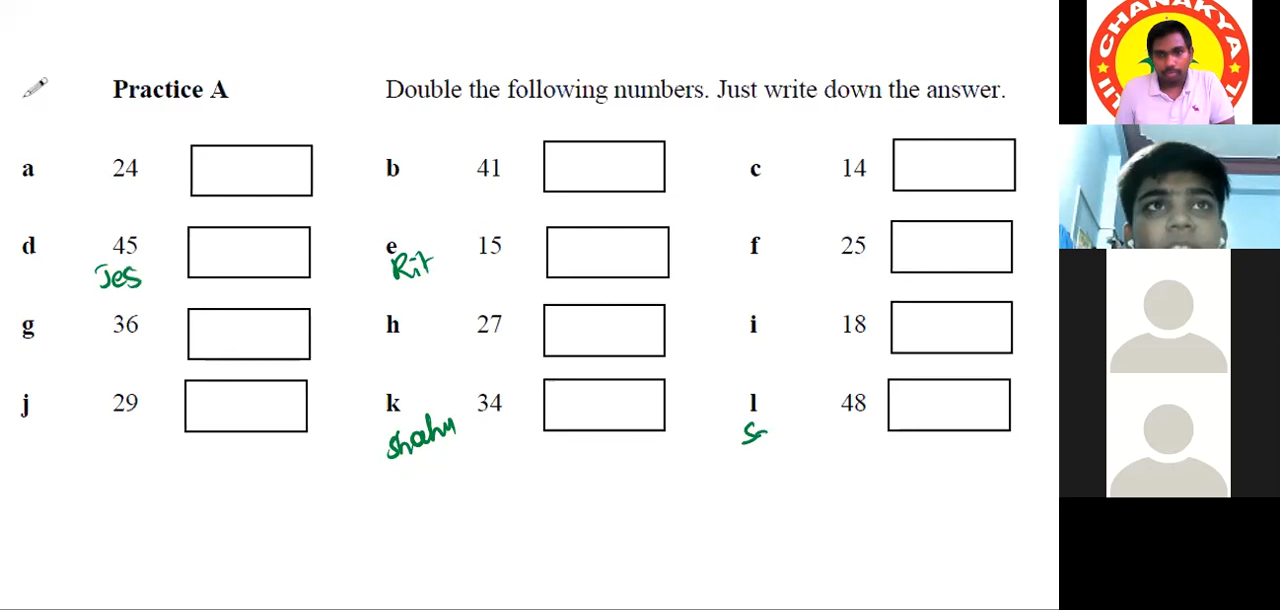 Practice A Double the following numbers. Just write down the answer.
a 24 b 41 c 14
d 45 e 15 f 25
Jes Rit
g 36 h 27 i 18
j 29 k 34 l 48
Shahu
CHANAKYA